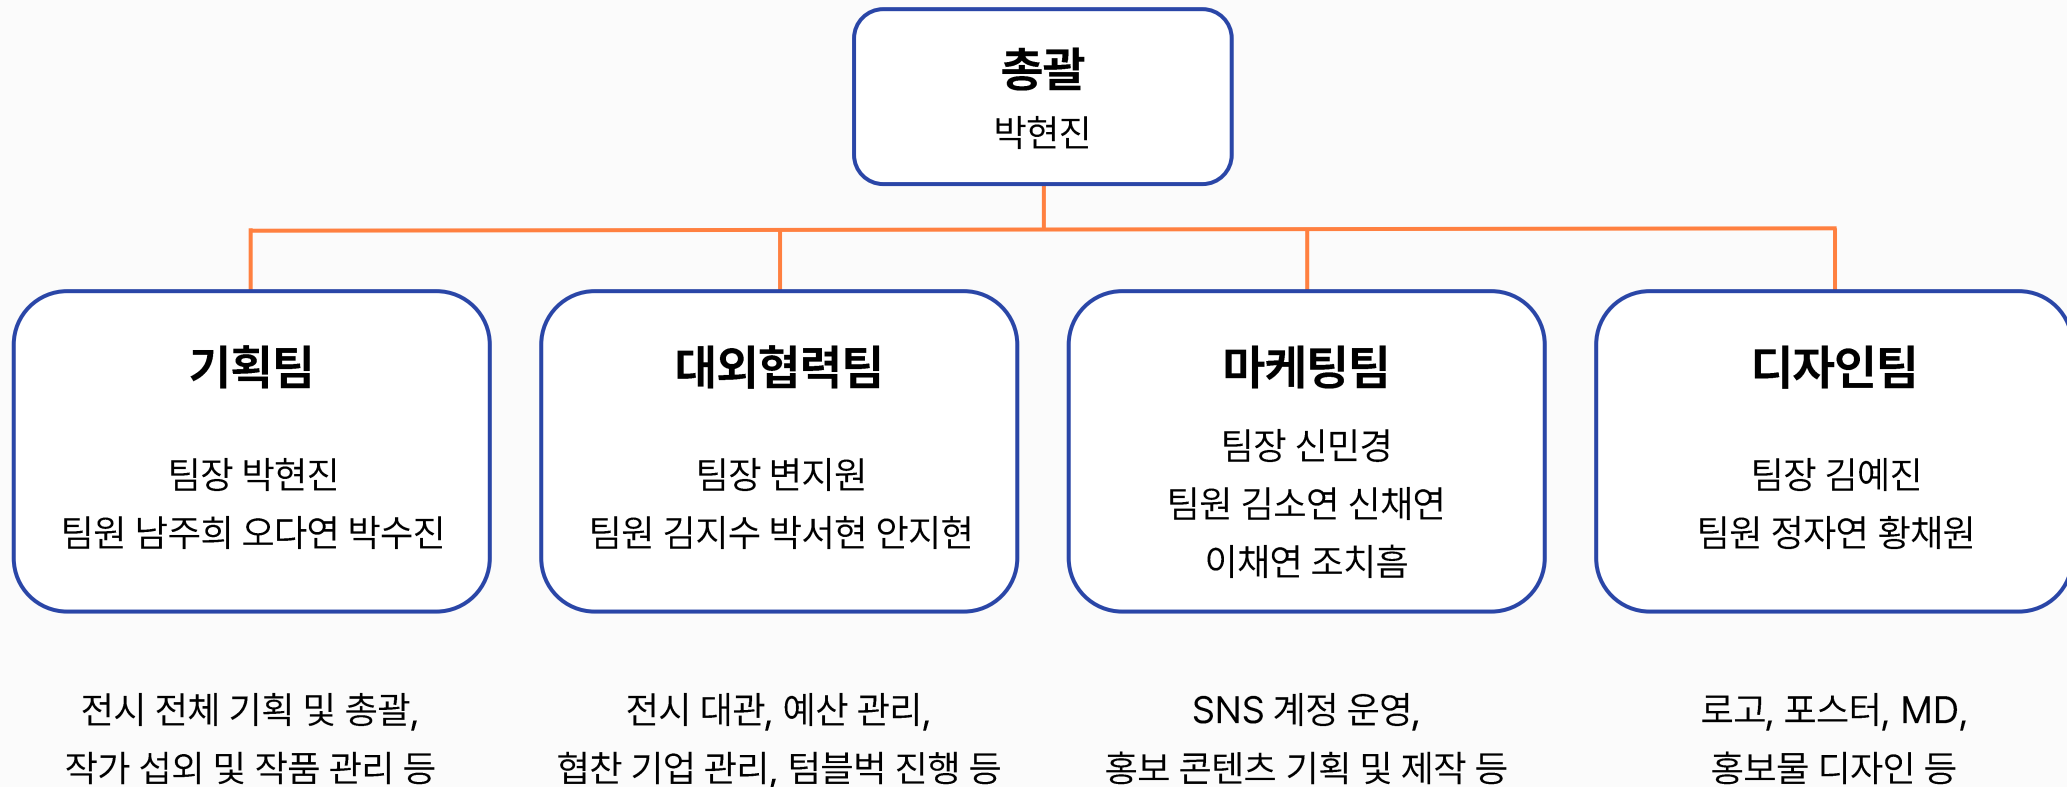 총괄
박현진
기획팀
팀장 박현진
팀원 남주희 오다연 박수진
전시 전체 기획 및 총괄,
작가 섭외 및 작품 관리 등
대외협력팀
팀장 변지원
팀원 김지수 박서현 안지현
전시 대관, 예산 관리,
협찬 기업 관리, 텀블벅 진행 등
마케팅팀
팀장 신민경
팀원 김소연 신채연
이채연 조치흠
SNS 계정 운영,
홍보 콘텐츠 기획 및 제작 등
디자인팀
팀장 김예진
팀원 정자연 황채원
로고, 포스터, MD,
홍보물 디자인 등